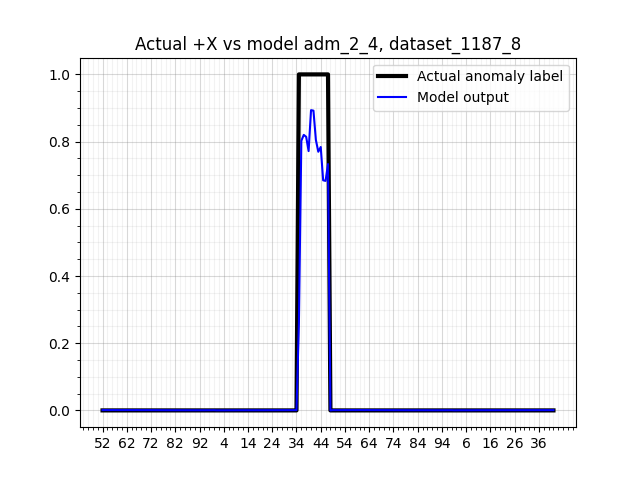 Actual +X vs model adm_2_4, dataset_1187_8
Actual anomaly label
Model output
1.0
0.8
0.6
0.4
0.2
0.0
52 62 72 82 92 4 14 24 34 44 54 64 74 84 94 6 16 26 36